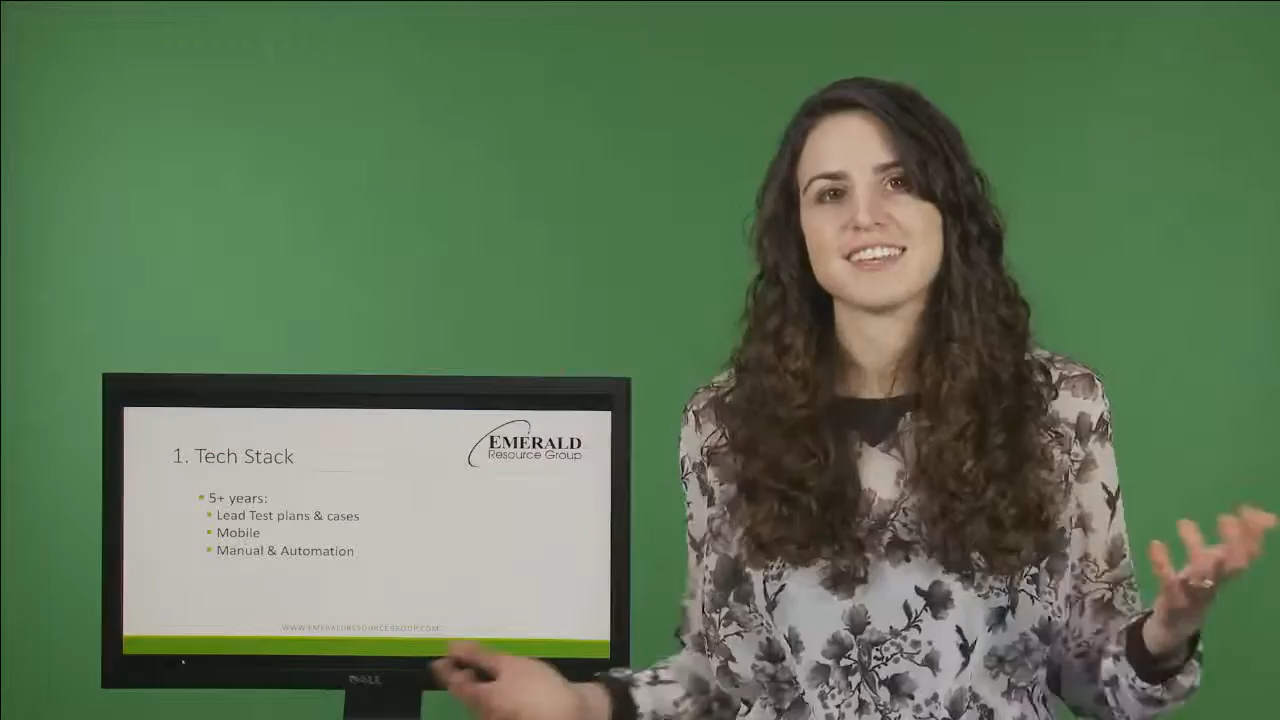 EMERALD
Resource Group
1. Tech Stack
5+ years:
Lead Test plans & cases
Mobile
Manual & Automation
WWW.EMERALDRESOURCEGROUP.COM
DELL